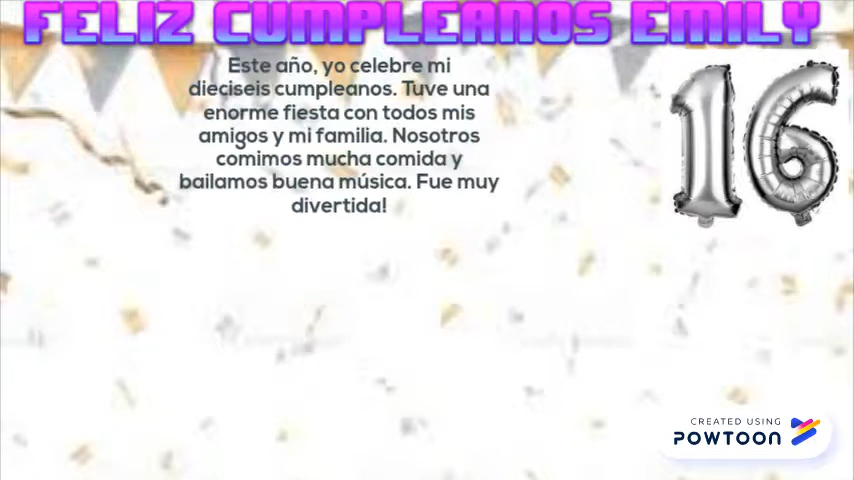 FELIZ CUMPLEANOS EMILY
Este año, yo celebre mi
dieciseis cumpleanos. Tuve una
enorme fiesta con todos mis
amigos y mi familia. Nosotros
comimos mucha comida y
bailamos buena música. Fue muy
divertida!
16
CREATED USING
POWTOON